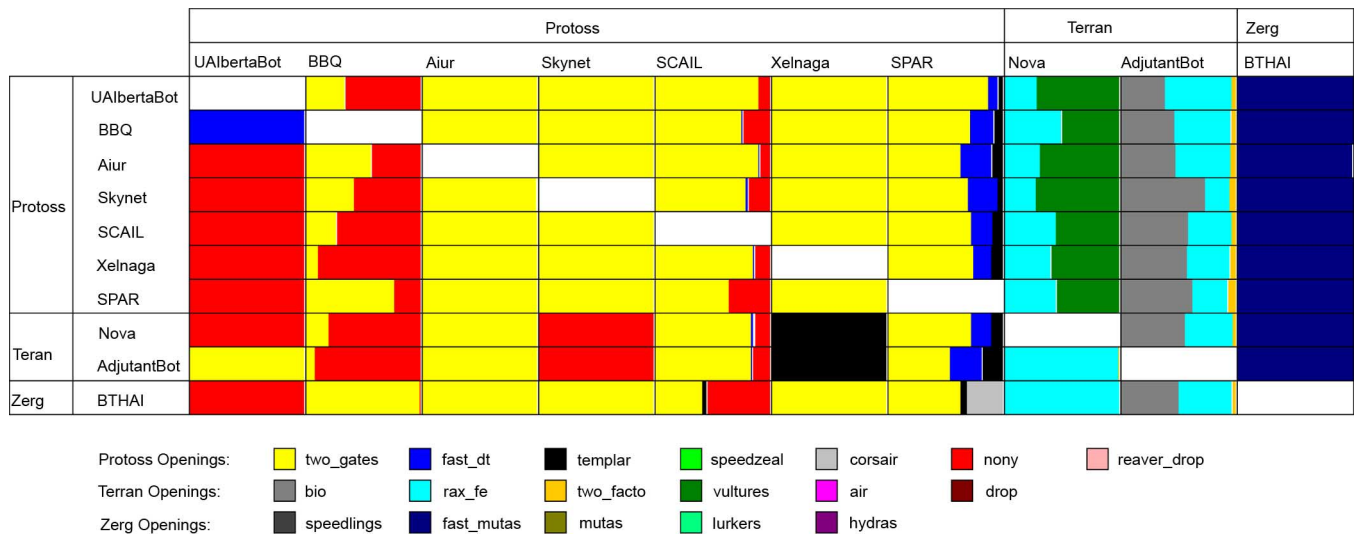 Protoss Terran Zerg
UAlbertaBot BBQ Aiur Skynet SCAIL Xelnaga SPAR Nova AdjutantBot BTHAI
UAlbertaBot
BBQ
Aiur
Protoss Skynet
SCAIL
Xelnaga
SPAR
Nova
Teran
AdjutantBot
Zerg BTHAI
Protoss Openings: two_gates fast_dt templar speedzeal corsair nony reaver_drop
Terran Openings: bio rax_fe two_facto vultures air drop
Zerg Openings: speedlings fast_mutas mutas lurkers hydras